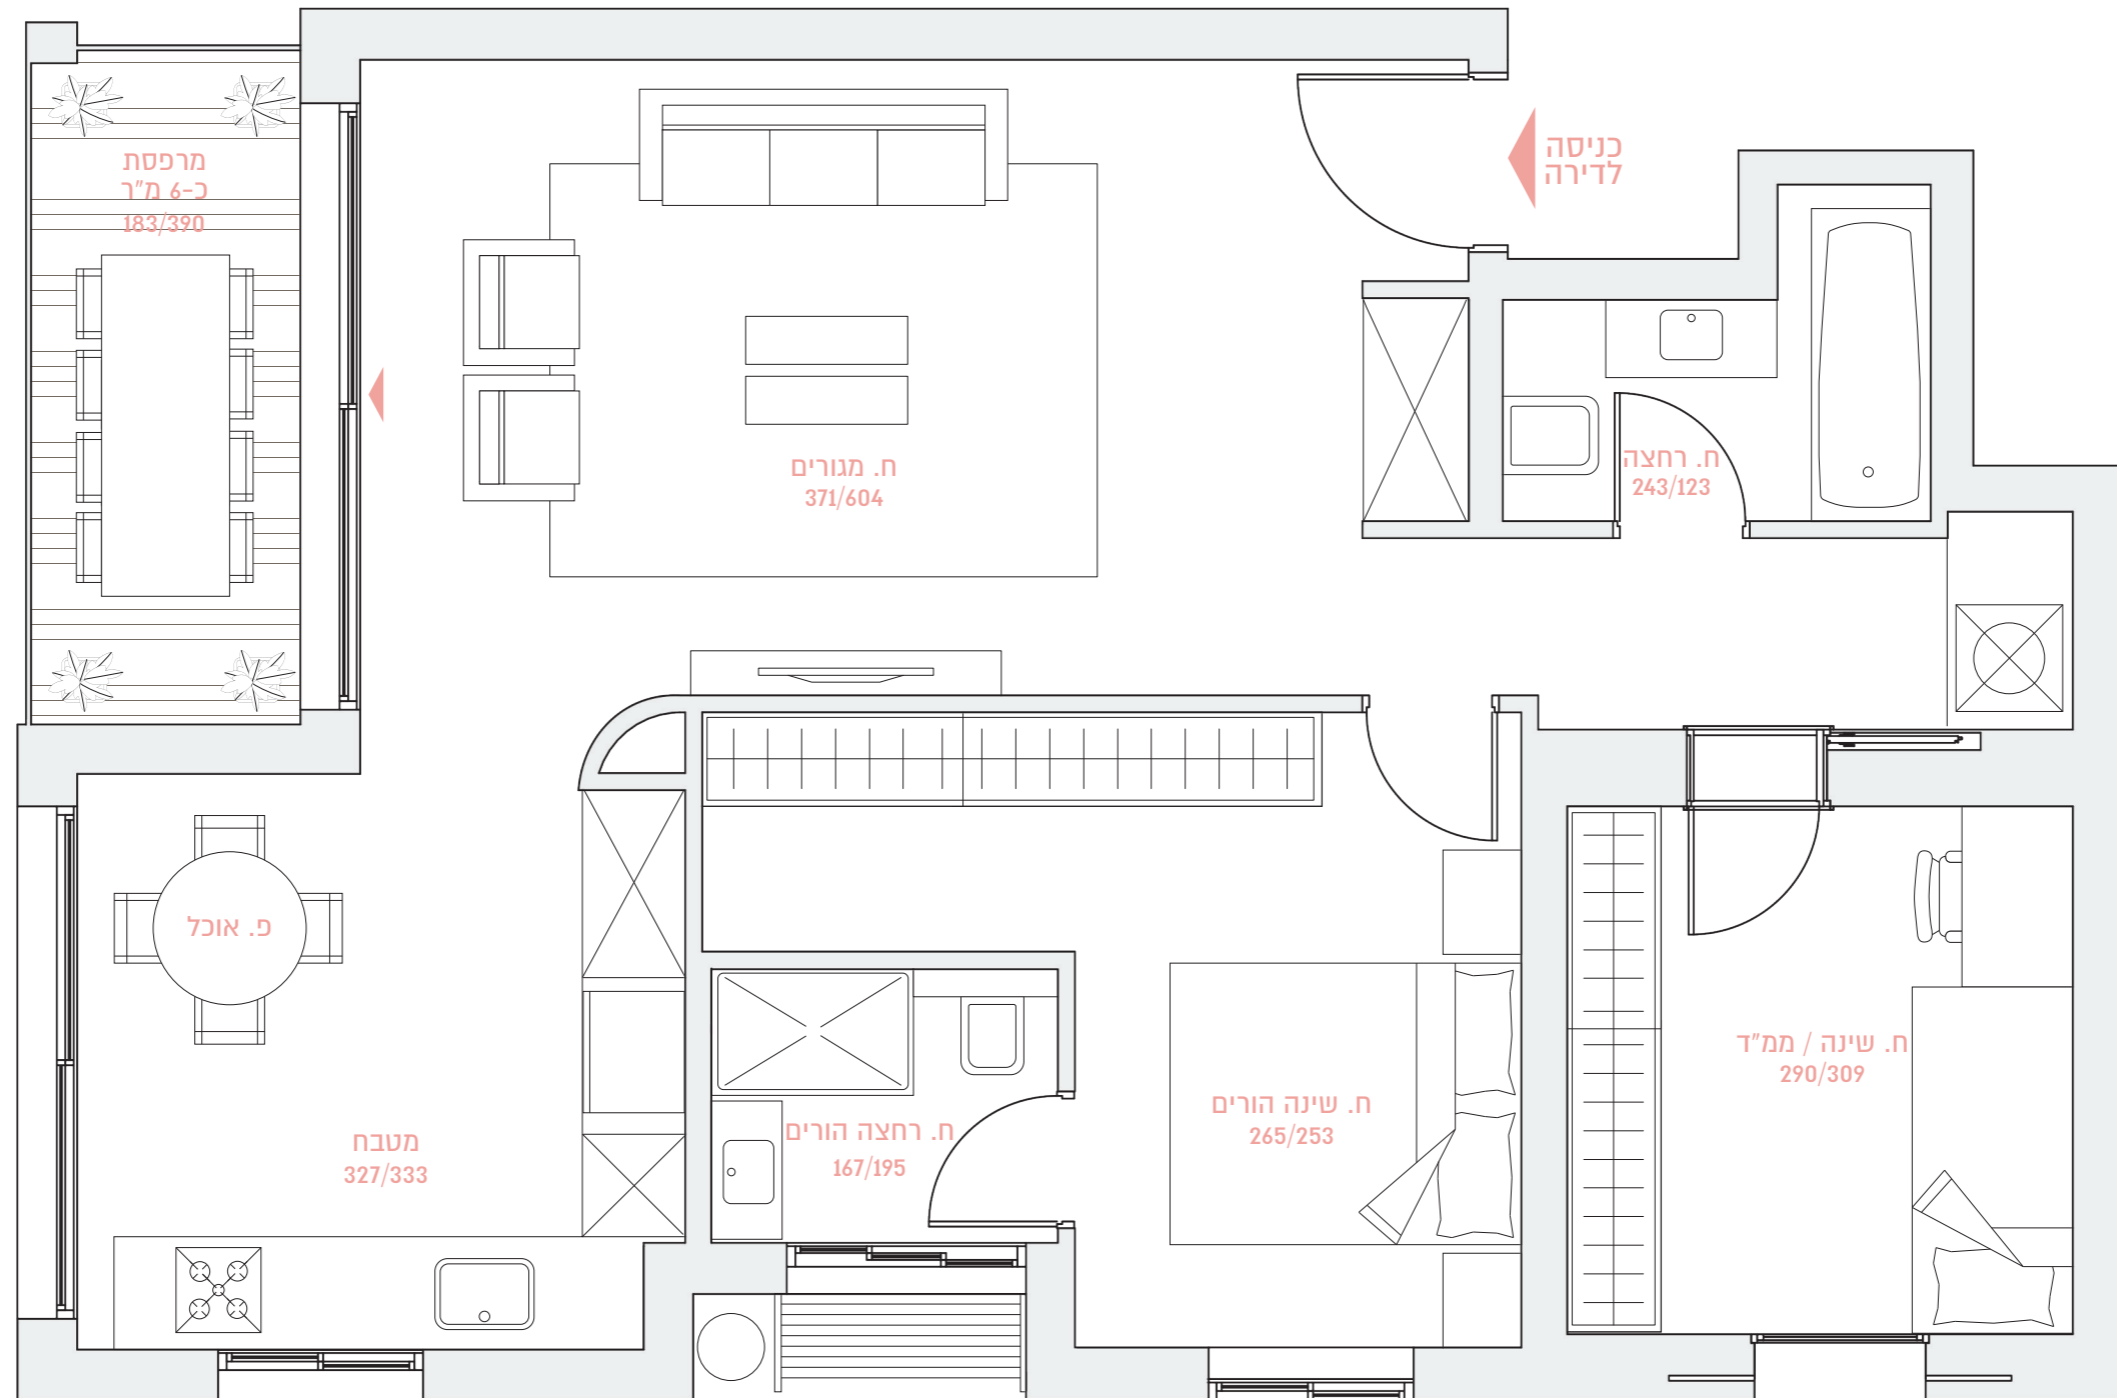 כניסה
לדירה
מרפסת
כ-6 מ"ר
183/390
ח. מגורים
371/604
ח. רחצה
243/123
פ. אוכל
מטבח
327/333
ח. רחצה הורים
167/195
ח. שינה הורים
265/253
ח. שינה / ממ"ד
290/309